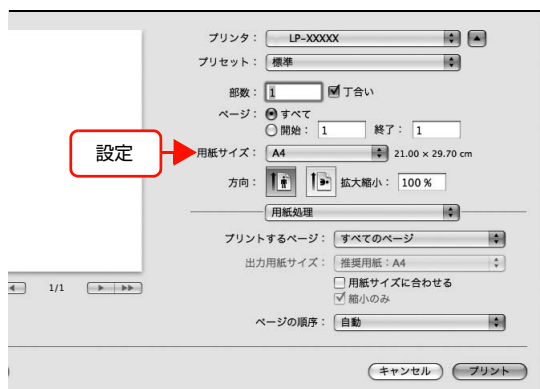 プリンタ： LP-XXXXX
プリセット： 標準
部数： 1 丁合い
ページ： すべて
開始： 1 終了： 1
設定
用紙サイズ： A4 21.00 × 29.70 cm
方向： 拡大縮小： 100 %
用紙処理
プリントするページ： すべてのページ
出力用紙サイズ： 推奨用紙：A4
用紙サイズに合わせる
1/1
縮小のみ
ページの順序： 自動
キャンセル プリント